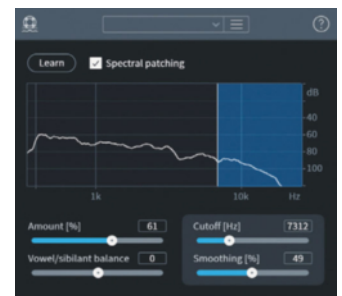 ?
Learn Spectral patching
dB
40
60
80
100
1k 10k Hz
Amount [%] 61 Cutoff [Hz] 7312
Vowel/sibilant balance 0 Smoothing [%] 49